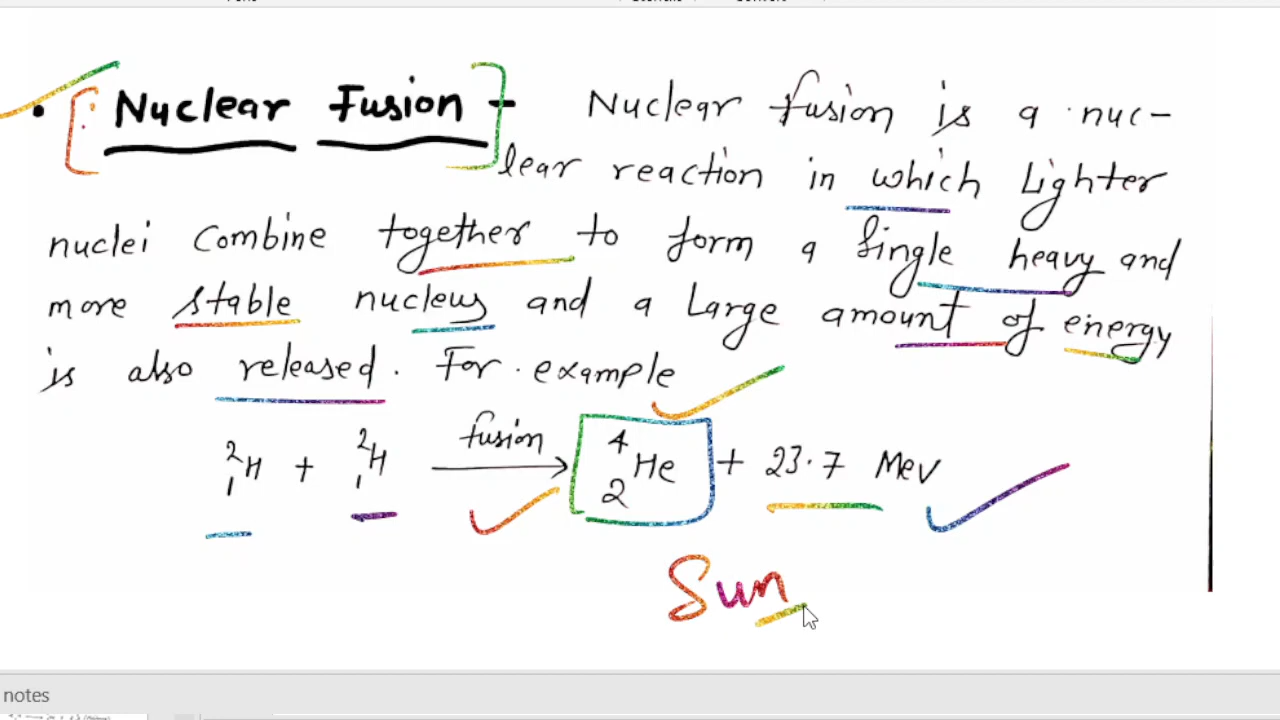 • [Nuclear Fusion] - Nuclear fusion is a nuc-
lear reaction in which Lighter
nuclei Combine together to form a Single heavy and
more stable nucleus and a Large amount of energy
is also released. For example
²₁H + ²₁H fusion→ ⁴₂He + 23.7 Mev
Sun
notes